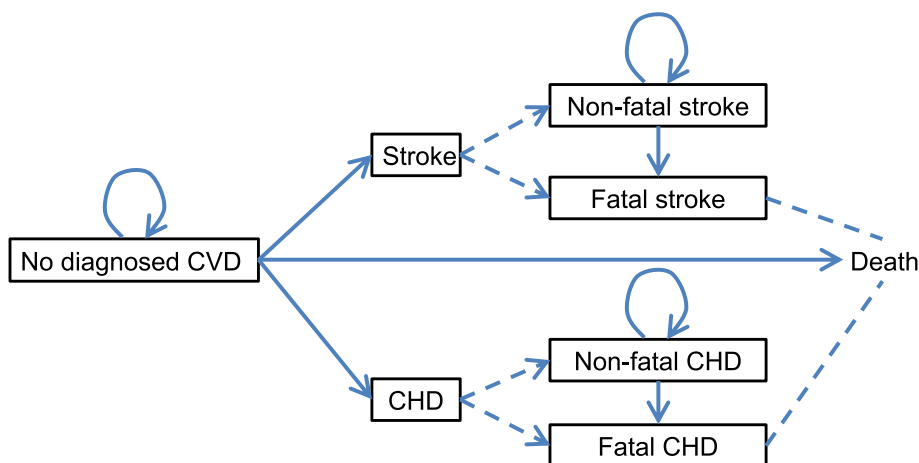 Non-fatal stroke
Stroke
Fatal stroke
No diagnosed CVD
Death
Non-fatal CHD
CHD
Fatal CHD